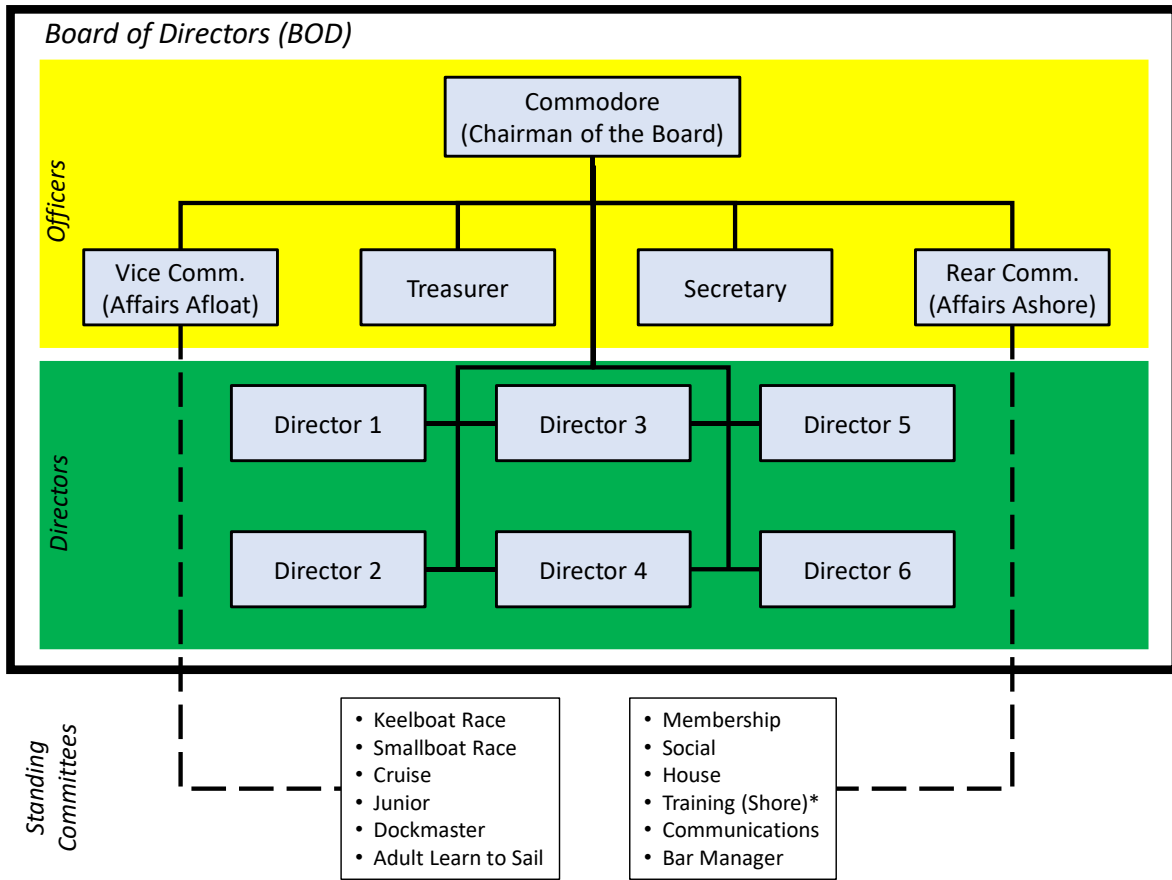 Board of Directors (BOD)
Officers
Commodore
(Chairman of the Board)
Vice Comm.
(Affairs Afloat)
Treasurer
Secretary
Rear Comm.
(Affairs Ashore)
Directors
Director 1
Director 3
Director 5
Director 2
Director 4
Director 6
Standing
Committees
• Keelboat Race
• Smallboat Race
• Cruise
• Junior
• Dockmaster
• Adult Learn to Sail
• Membership
• Social
• House
• Training (Shore)*
• Communications
• Bar Manager